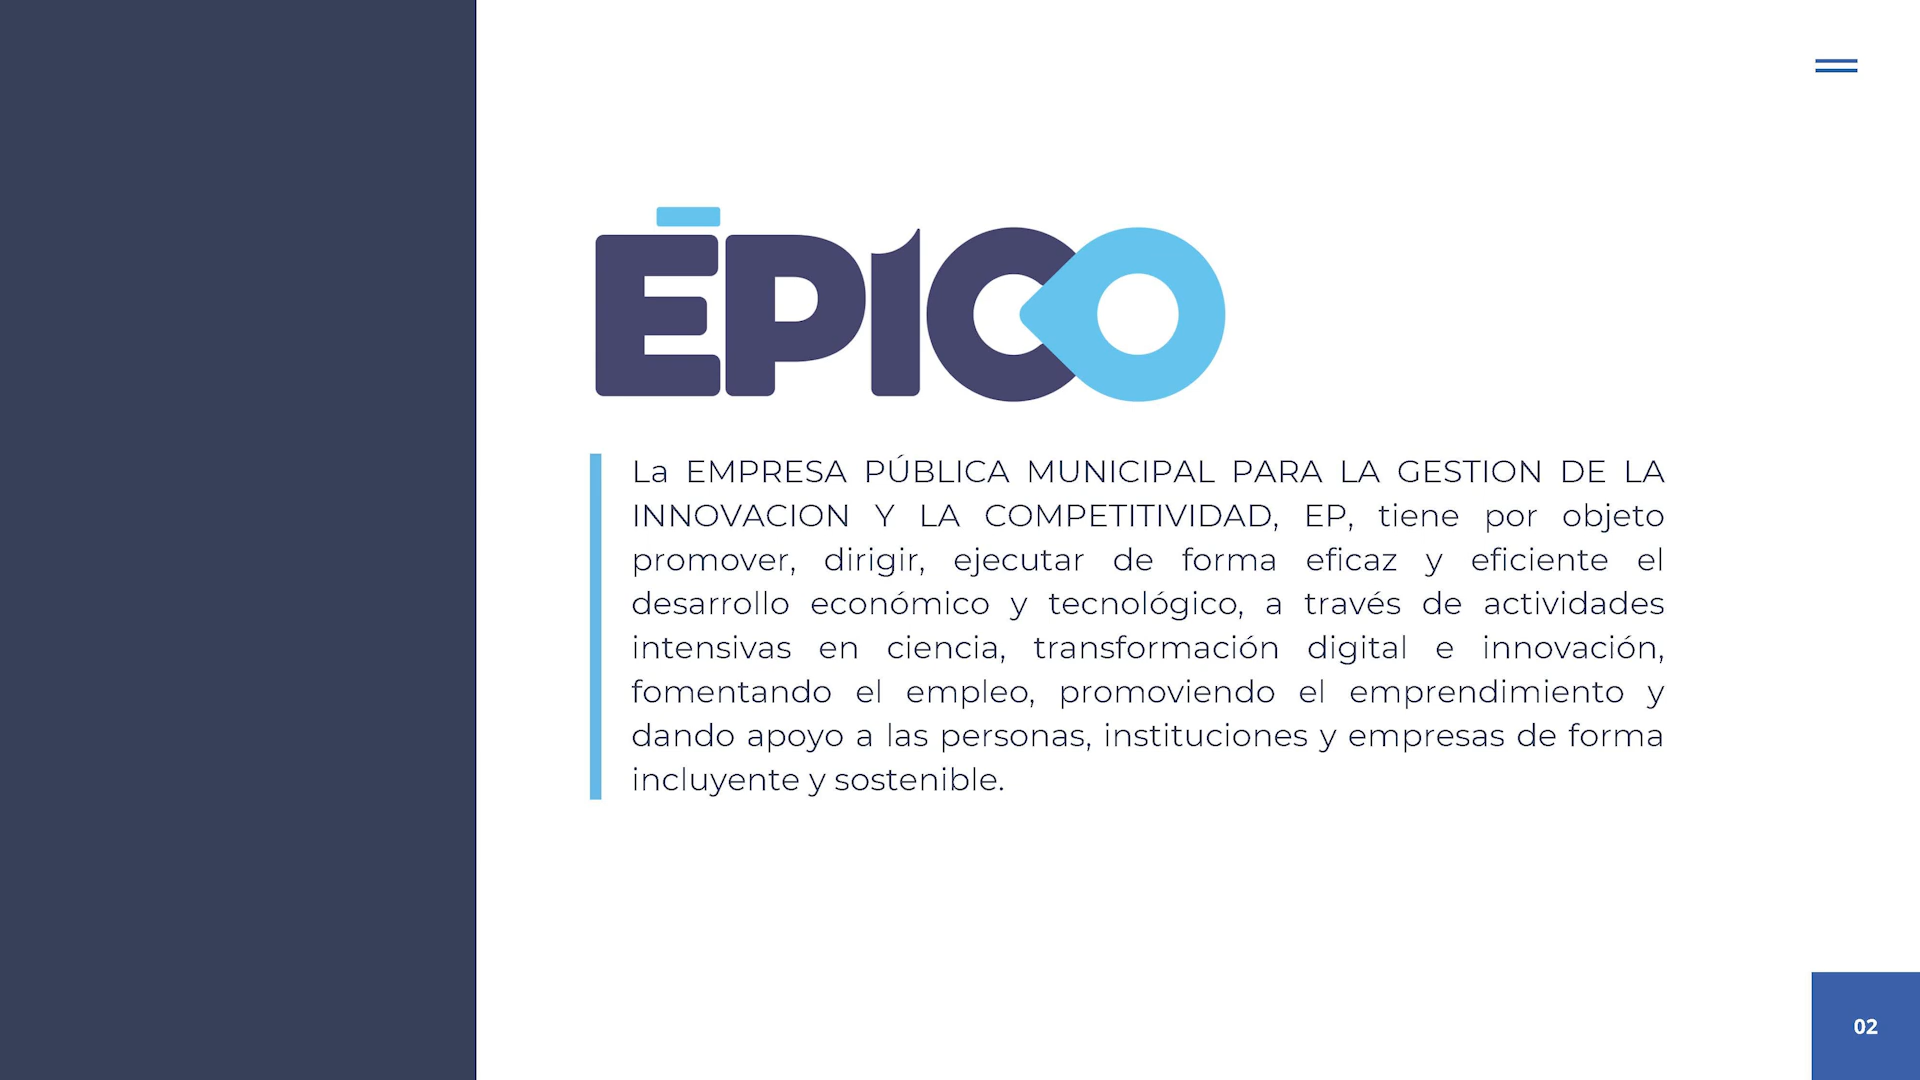 ÉPICO
La EMPRESA PÚBLICA MUNICIPAL PARA LA GESTION DE LA
INNOVACION Y LA COMPETITIVIDAD, EP, tiene por objeto
promover, dirigir, ejecutar de forma eficaz y eficiente el
desarrollo económico y tecnológico, a través de actividades
intensivas en ciencia, transformación digital e innovación,
fomentando el empleo, promoviendo el emprendimiento y
dando apoyo a las personas, instituciones y empresas de forma
incluyente y sostenible.
02